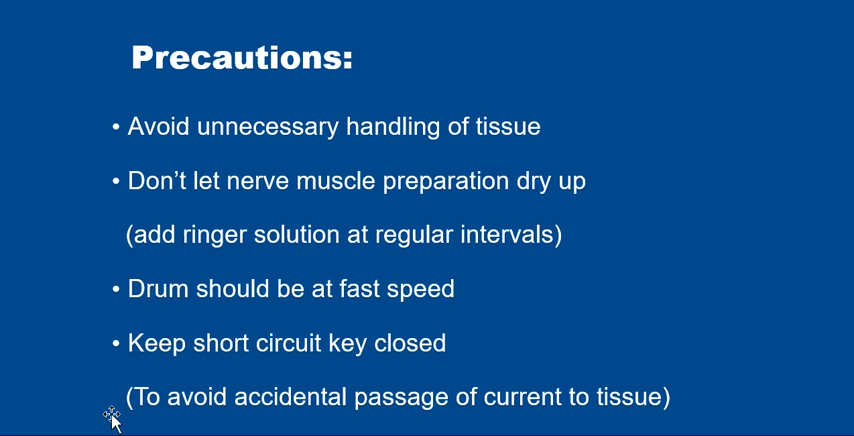 Precautions:
• Avoid unnecessary handling of tissue
• Don’t let nerve muscle preparation dry up
(add ringer solution at regular intervals)
• Drum should be at fast speed
• Keep short circuit key closed
(To avoid accidental passage of current to tissue)